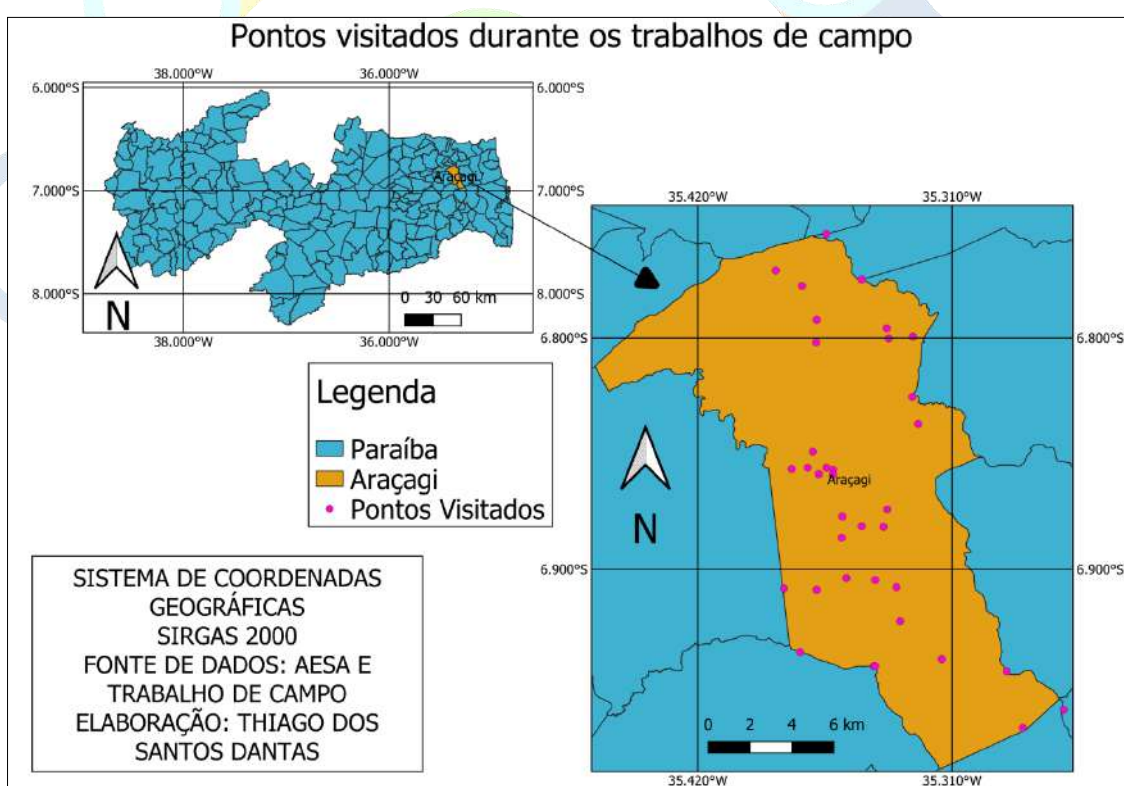 Pontos visitados durante os trabalhos de campo
38.000°W 36.000°W
6.000°S 6.000°S
Araçagi
7.000°S 7.000°S
N
0 30 60 km
8.000°S 8.000°S
38.000°W 36.000°W
Legenda
Paraíba
Araçagi
Pontos Visitados
SISTEMA DE COORDENADAS
GEOGRÁFICAS
SIRGAS 2000
FONTE DE DADOS: AESA E
TRABALHO DE CAMPO
ELABORAÇÃO: THIAGO DOS
SANTOS DANTAS
35.420°W 35.310°W
6.800°S 6.800°S
Araçagi
N
6.900°S 6.900°S
0 2 4 6 km
35.420°W 35.310°W